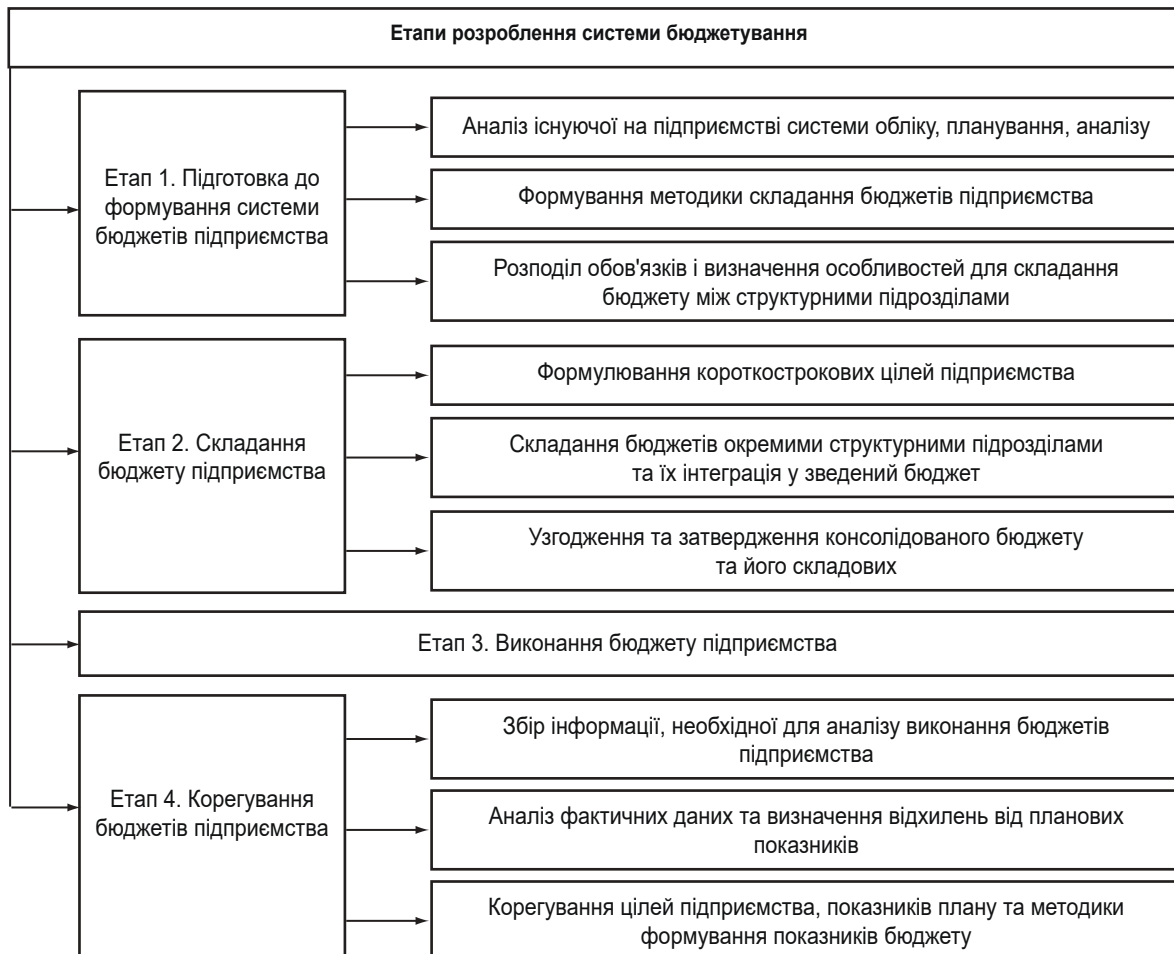 Етапи розроблення системи бюджетування
Етап 1. Підготовка до
формування системи
бюджетів підприємства
Аналіз існуючої на підприємстві системи обліку, планування, аналізу
Формування методики складання бюджетів підприємства
Розподіл обов'язків і визначення особливостей для складання
бюджету між структурними підрозділами
Етап 2. Складання
бюджету підприємства
Формулювання короткострокових цілей підприємства
Складання бюджетів окремими структурними підрозділами
та їх інтеграція у зведений бюджет
Узгодження та затвердження консолідованого бюджету
та його складових
Етап 3. Виконання бюджету підприємства
Етап 4. Корегування
бюджетів підприємства
Збір інформації, необхідної для аналізу виконання бюджетів
підприємства
Аналіз фактичних даних та визначення відхилень від планових
показників
Корегування цілей підприємства, показників плану та методики
формування показників бюджету